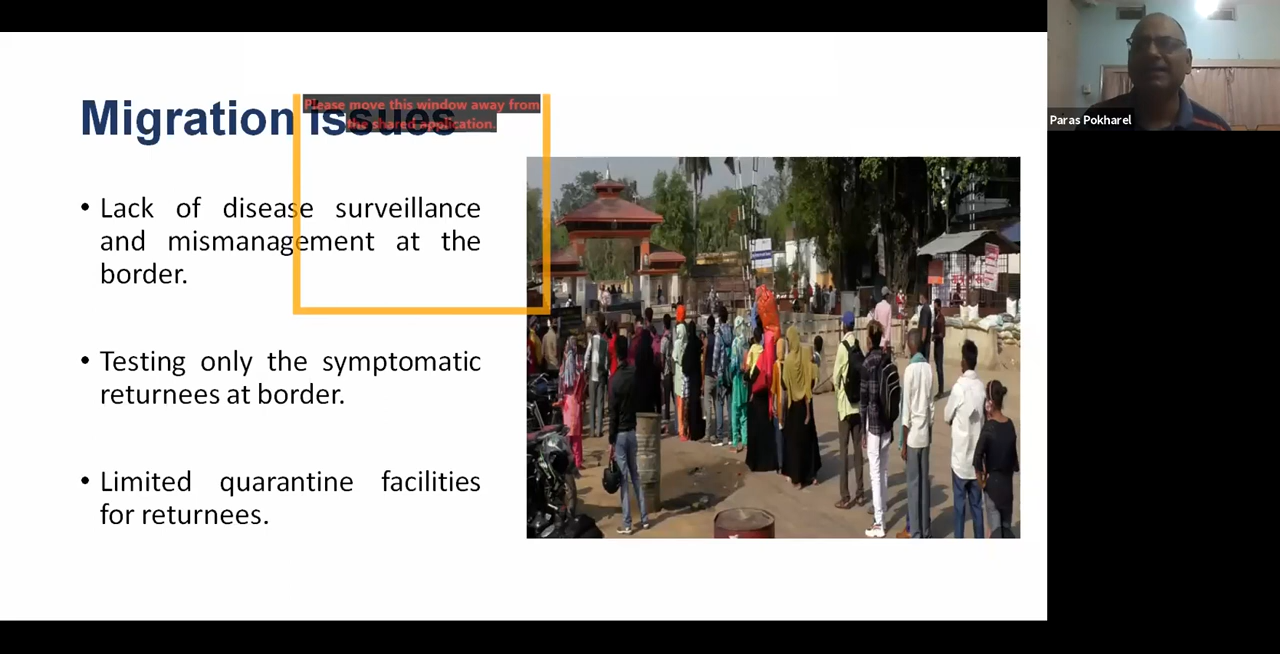 Migration issues
Please move this window away from
the shared application.
• Lack of disease surveillance
and mismanagement at the
border.
• Testing only the symptomatic
returnees at border.
• Limited quarantine facilities
for returnees.
Paras Pokharel